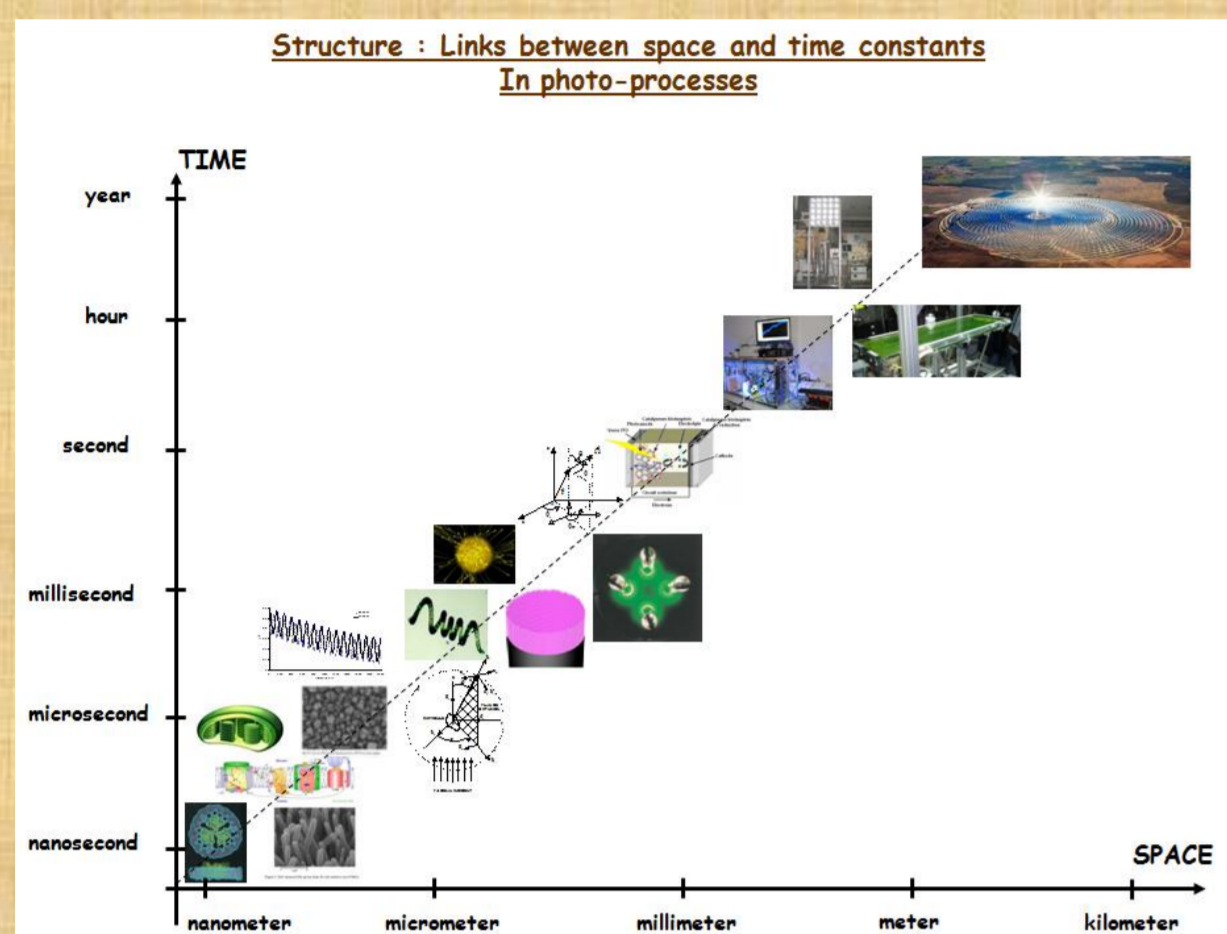 Structure : Links between space and time constants
In photo-processes
TIME
year
hour
second
millisecond
microsecond
nanosecond
SPACE
nanometer
micrometer
millimeter
meter
kilometer
Cathode